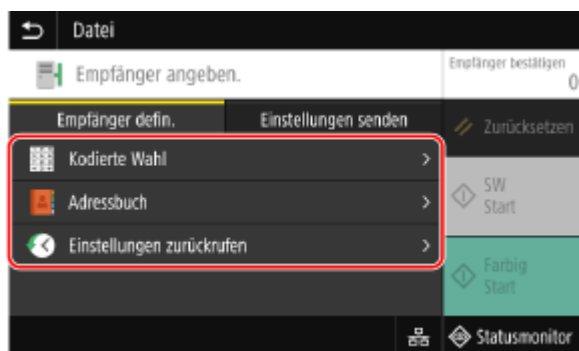 Datei
Empfänger angeben.
Empfänger bestätigen
0
Empfänger defin.
Einstellungen senden
Zurücksetzen
Kodierte Wahl
Adressbuch
Einstellungen zurückrufen
SW
Start
Farbig
Start
Statusmonitor